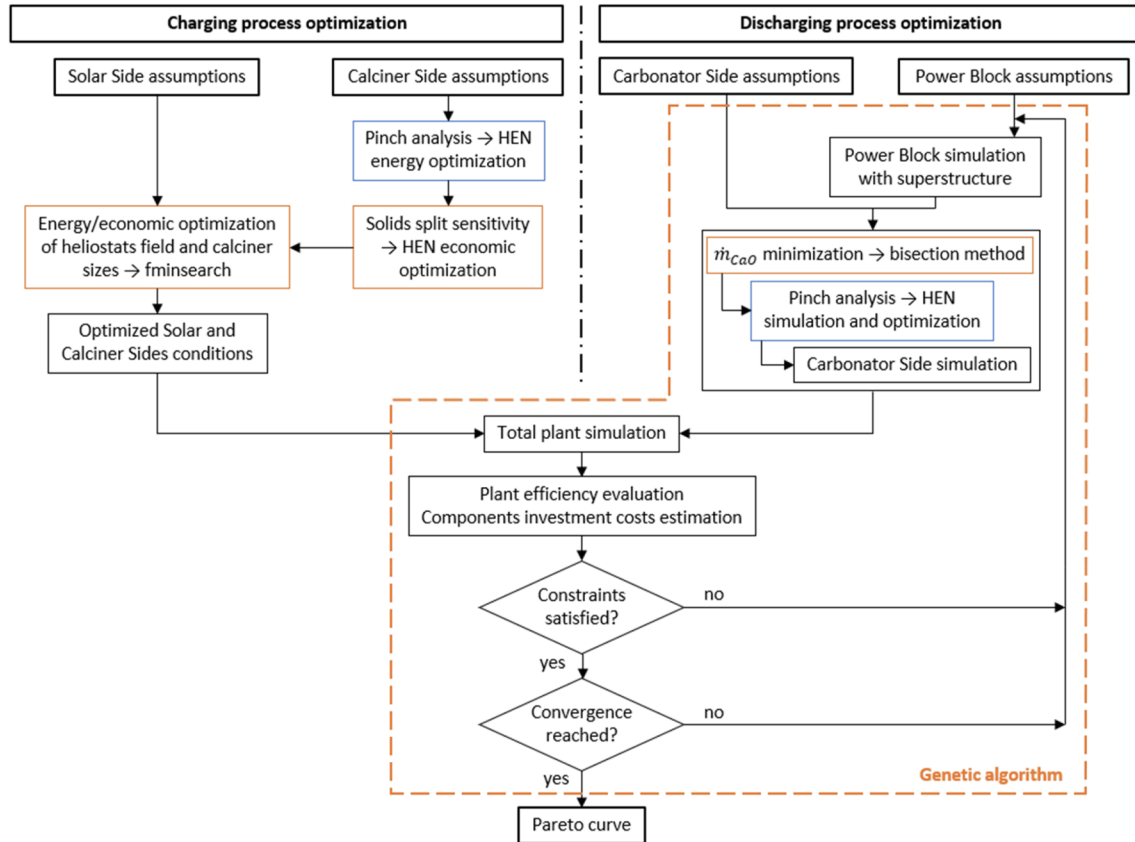 Charging process optimization
Discharging process optimization
Solar Side assumptions
Calciner Side assumptions
Carbonator Side assumptions
Power Block assumptions
Pinch analysis → HEN
energy optimization
Power Block simulation
with superstructure
Energy/economic optimization
of heliostats field and calciner
sizes → fminsearch
Solids split sensitivity
→ HEN economic
optimization
ṁ_CaO minimization → bisection method
Pinch analysis → HEN
simulation and optimization
Carbonator Side simulation
Optimized Solar and
Calciner Sides conditions
Total plant simulation
Plant efficiency evaluation
Components investment costs estimation
Constraints
satisfied?
no
yes
Convergence
reached?
no
yes
Genetic algorithm
Pareto curve